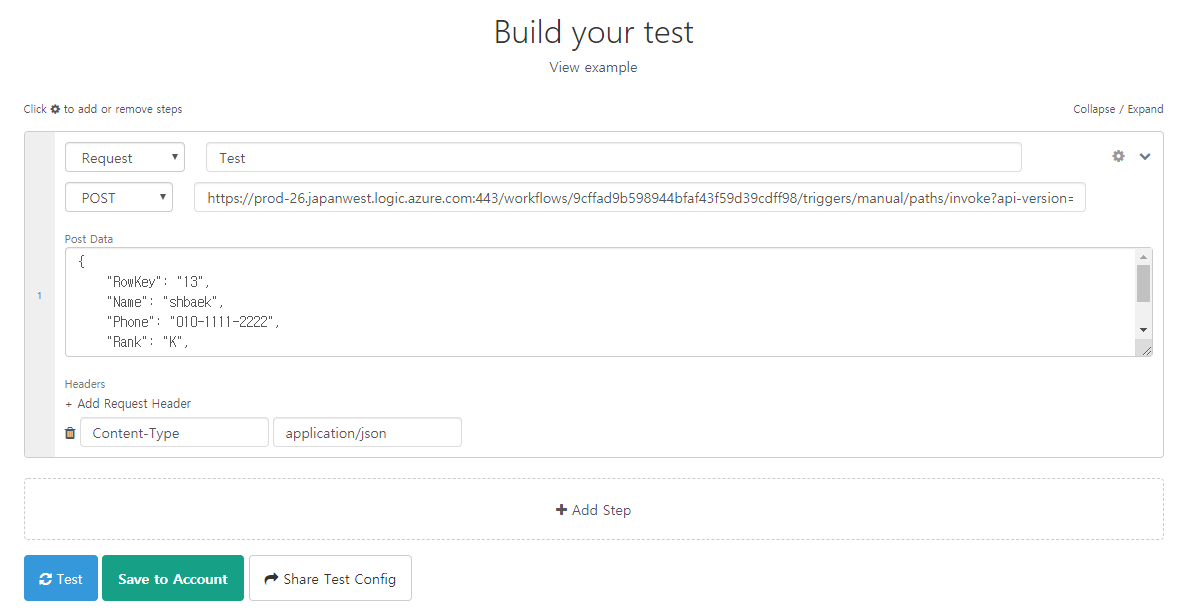 Build your test
View example
Click to add or remove steps
Collapse / Expand
Request
Test
POST
https://prod-26.japanwest.logic.azure.com:443/workflows/9cffad9b598944bfaf43f59d39cdff98/triggers/manual/paths/invoke?api-version=
Post Data
{
"RowKey": "13",
"Name": "shbaek",
"Phone": "010-1111-2222",
"Rank": "K",
1
Headers
+ Add Request Header
Content-Type
application/json
+ Add Step
Test
Save to Account
Share Test Config